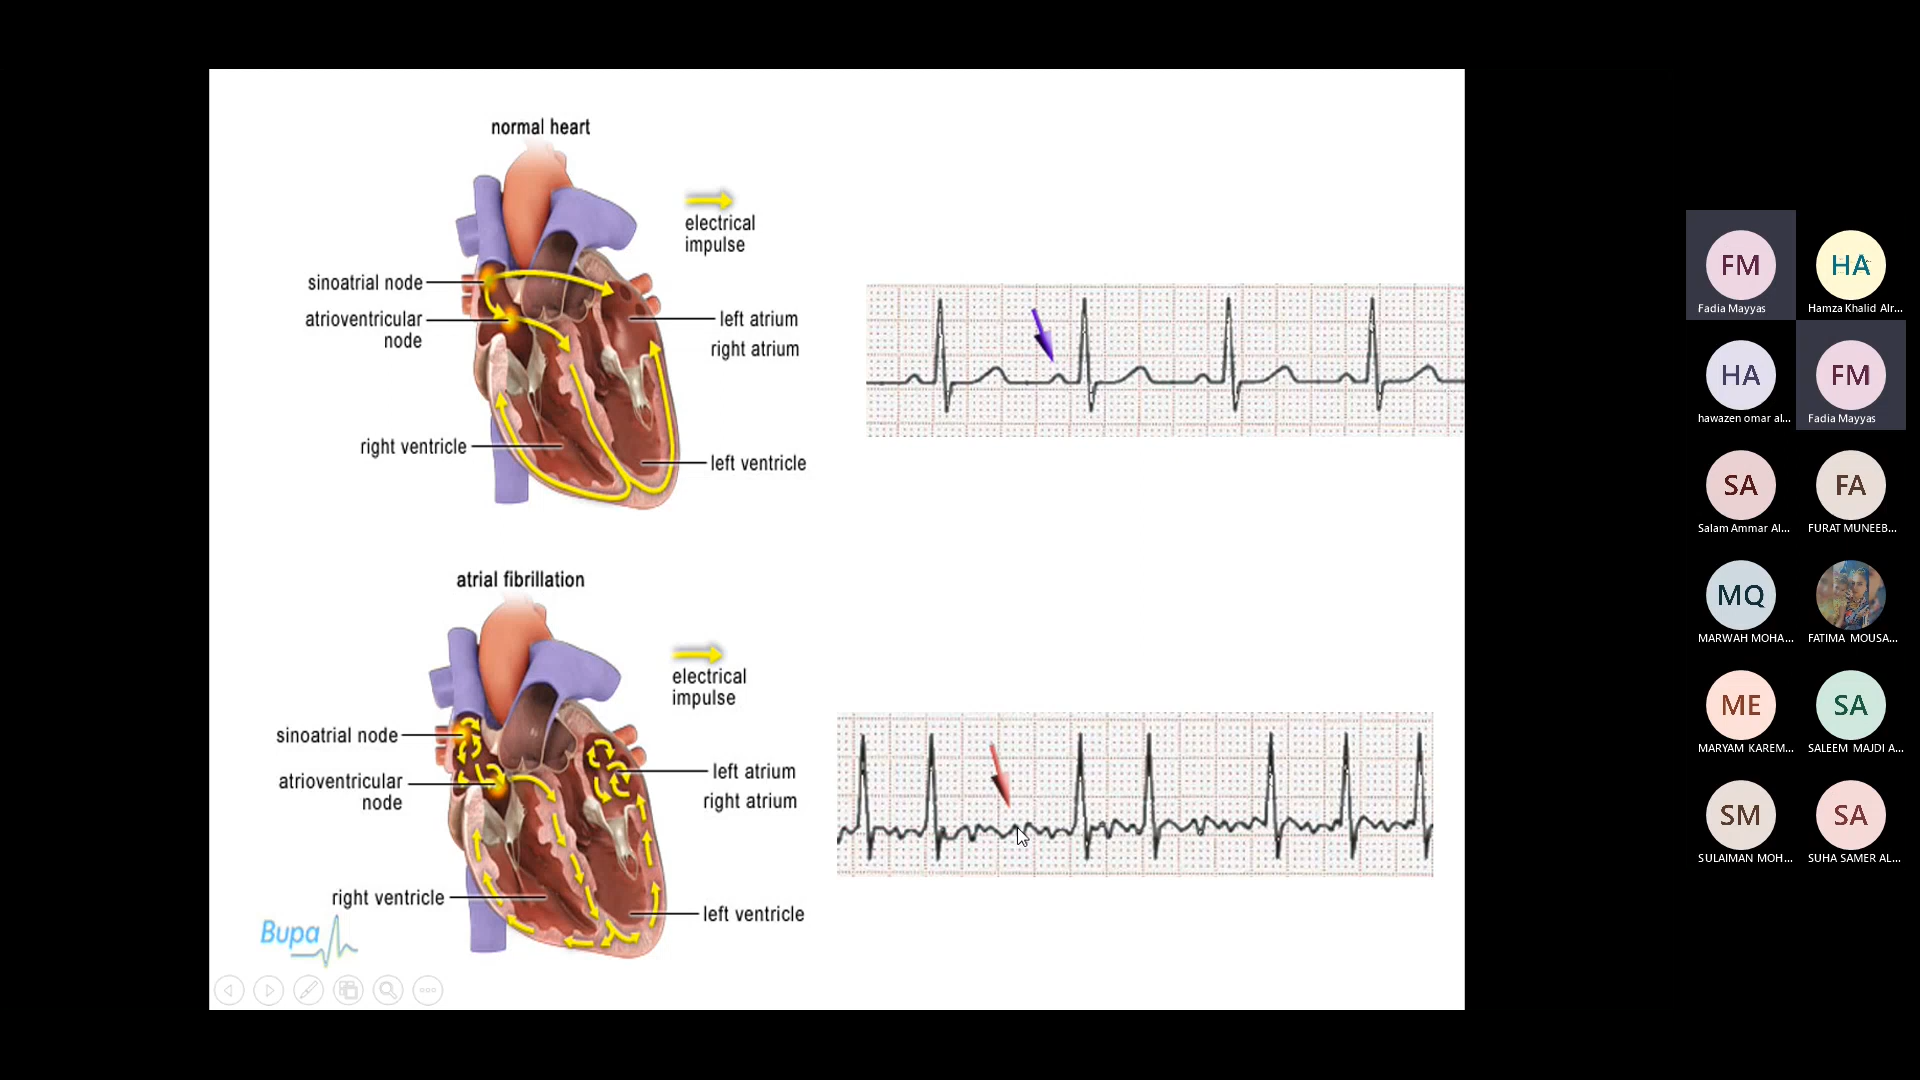 normal heart
electrical
impulse
sinoatrial node
atrioventricular
node
left atrium
right atrium
right ventricle
left ventricle
atrial fibrillation
electrical
impulse
sinoatrial node
atrioventricular
node
left atrium
right atrium
right ventricle
left ventricle
Bupa
FM
Fadia Mayyas
HA
Hamza Khalid Alr...
HA
hawazen omar al...
FM
Fadia Mayyas
SA
Salam Ammar Al...
FA
FURAT MUNEEB...
MQ
MARWAH MOHA...
FATIMA MOUSA...
ME
MARYAM KAREM...
SA
SALEEM MAJDI A...
SM
SULAIMAN MOH...
SA
SUHA SAMER AL...